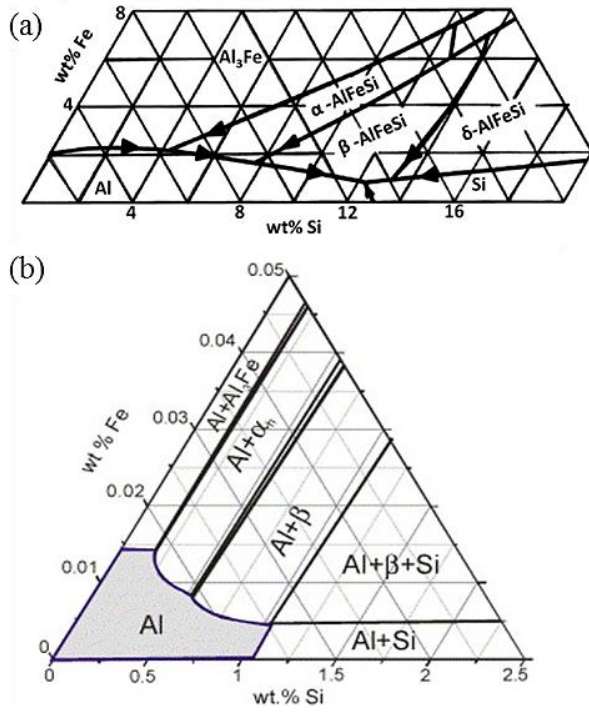 (a)
8
wt% Fe
Al3Fe
4
α -AlFeSi
β -AlFeSi
δ-AlFeSi
Al
Si
4
8
12
16
wt% Si
(b)
0.05
0.04
Al+Al3Fe
wt % Fe
0.03
Al+αh
0.02
Al+β
0.01
Al+β+Si
Al
0
Al+Si
0
0.5
1.0
1.5
2.0
2.5
wt.% Si